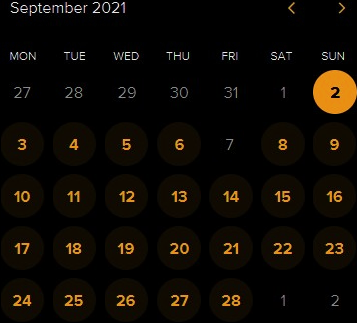 September 2021 < >
MON TUE WED THU FRI SAT SUN
27 28 29 30 31 1 2
3 4 5 6 7 8 9
10 11 12 13 14 15 16
17 18 19 20 21 22 23
24 25 26 27 28 1 2